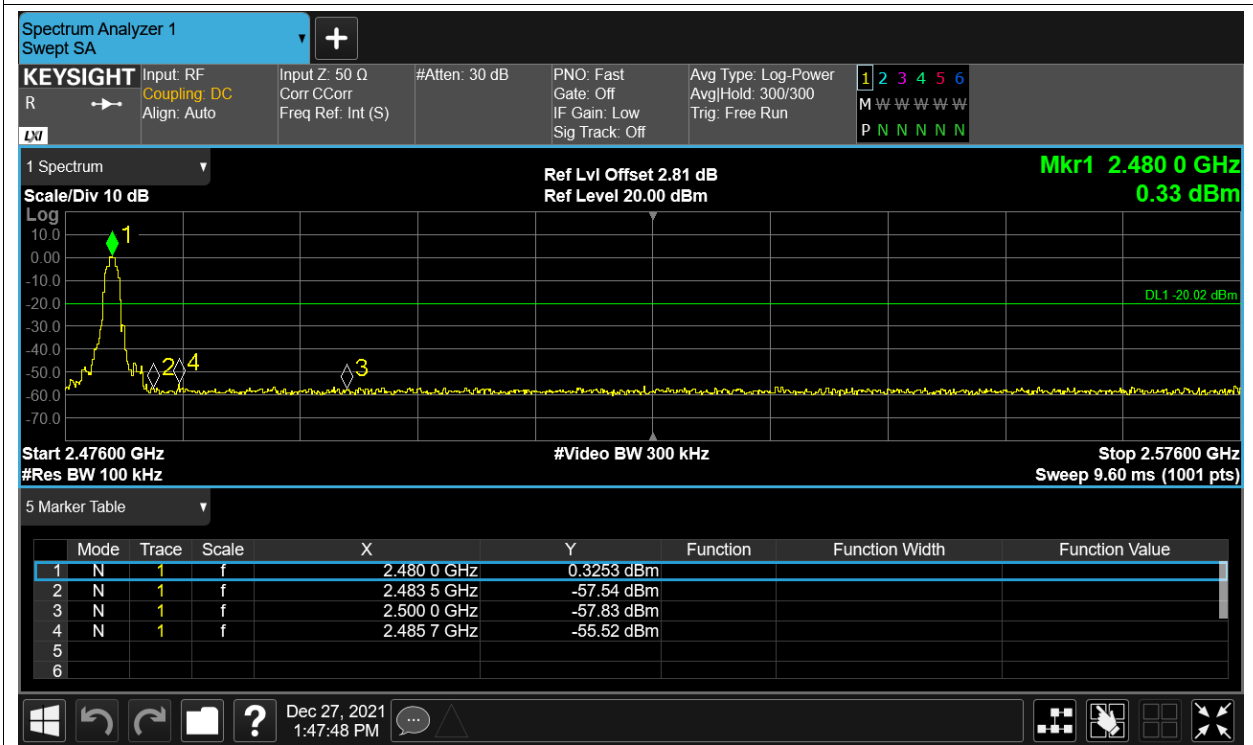 Spectrum Analyzer 1
Swept SA
+
KEYSIGHT Input: RF Input Z: 50 Ω #Atten: 30 dB PNO: Fast Avg Type: Log-Power 1 2 3 4 5 6
R Coupling: DC Corr CCorr Gate: Off Avg|Hold: 300/300 M W W W W W
Align: Auto Freq Ref: Int (S) IF Gain: Low Trig: Free Run
LXI Sig Track: Off P N N N N N
1 Spectrum Ref Lvl Offset 2.81 dB Mkr1 2.480 0 GHz
Scale/Div 10 dB Ref Level 20.00 dBm 0.33 dBm
Log
10.0 1
0.00
-10.0
-20.0 DL1 -20.02 dBm
-30.0
-40.0
-50.0 2 4 3
-60.0
-70.0
Start 2.47600 GHz #Video BW 300 kHz Stop 2.57600 GHz
#Res BW 100 kHz Sweep 9.60 ms (1001 pts)
5 Marker Table
Mode Trace Scale X Y Function Function Width Function Value
1 N 1 f 2.480 0 GHz 0.3253 dBm
2 N 1 f 2.483 5 GHz -57.54 dBm
3 N 1 f 2.500 0 GHz -57.83 dBm
4 N 1 f 2.485 7 GHz -55.52 dBm
5
6
? Dec 27, 2021
1:47:48 PM